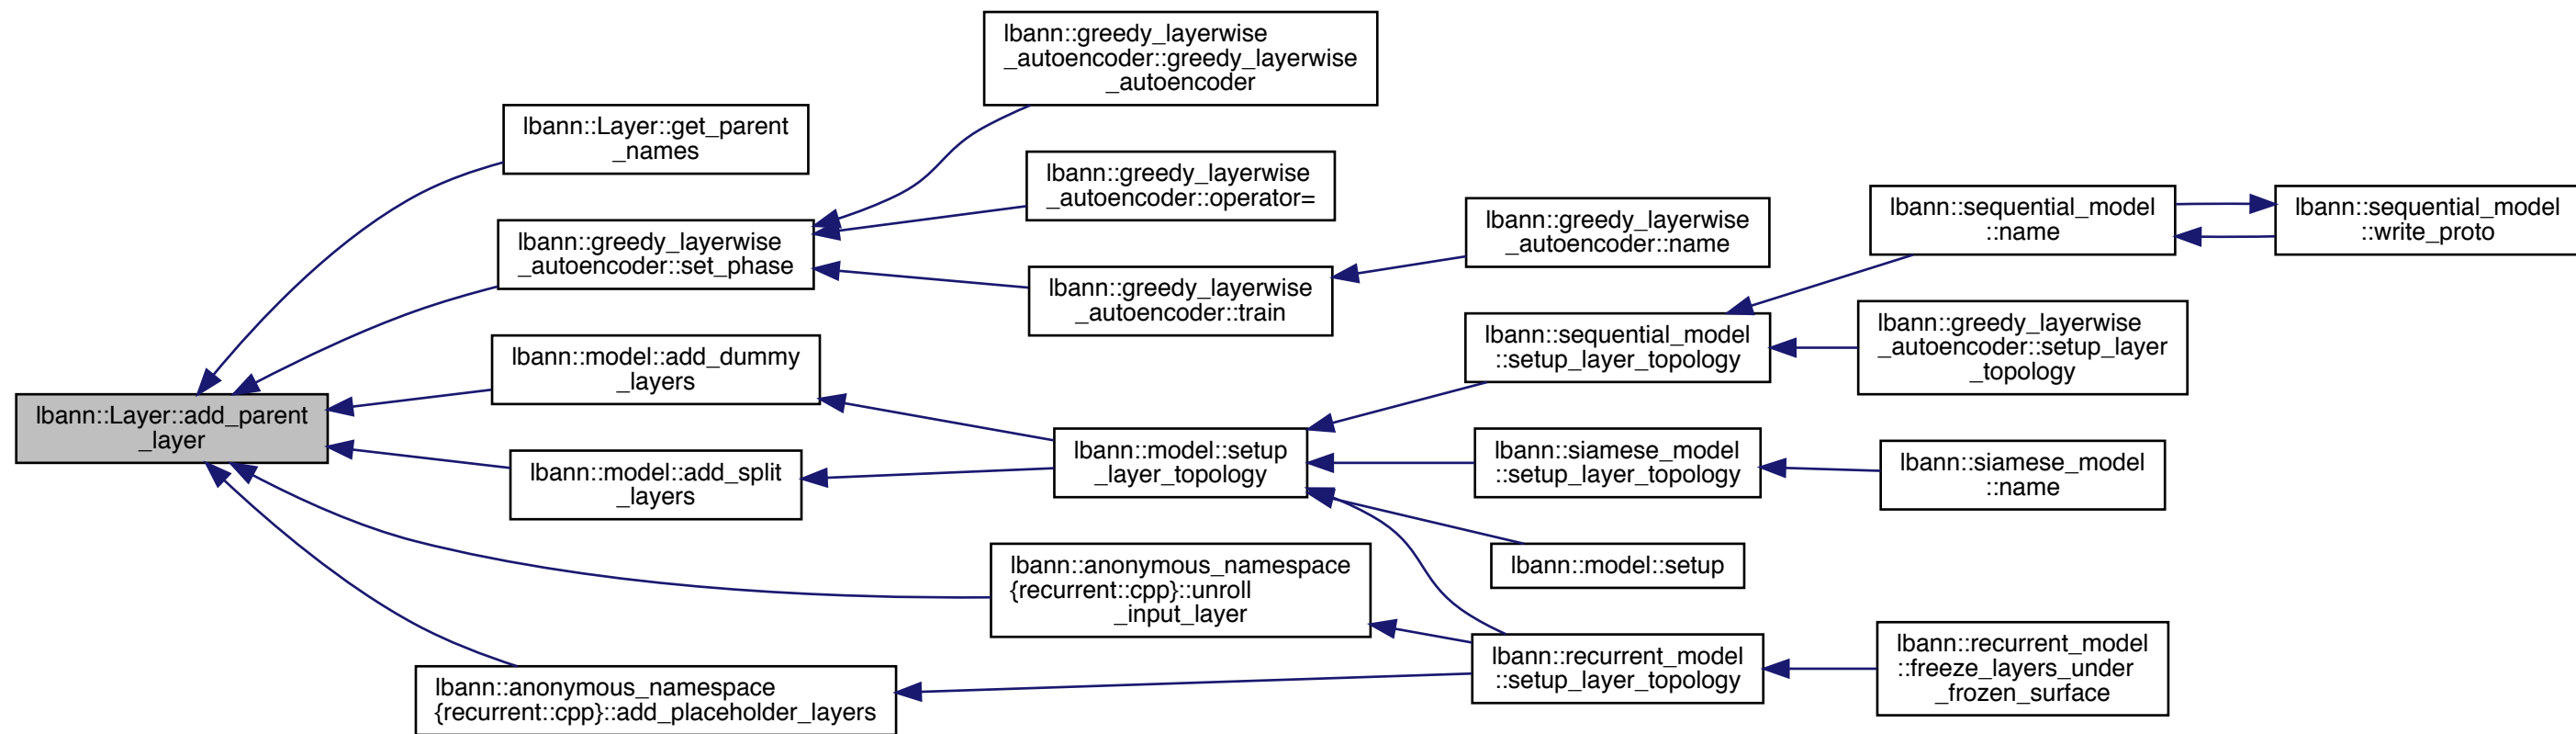 lbann::greedy_layerwise
_autoencoder::greedy_layerwise
_autoencoder
lbann::Layer::get_parent
_names
lbann::greedy_layerwise
_autoencoder::operator=
lbann::greedy_layerwise
_autoencoder::set_phase
lbann::greedy_layerwise
_autoencoder::name
lbann::sequential_model
::name
lbann::sequential_model
::write_proto
lbann::greedy_layerwise
_autoencoder::train
lbann::model::add_dummy
_layers
lbann::sequential_model
::setup_layer_topology
lbann::greedy_layerwise
_autoencoder::setup_layer
_topology
lbann::Layer::add_parent
_layer
lbann::model::add_split
_layers
lbann::model::setup
_layer_topology
lbann::siamese_model
::setup_layer_topology
lbann::siamese_model
::name
lbann::anonymous_namespace
{recurrent::cpp}::unroll
_input_layer
lbann::model::setup
lbann::anonymous_namespace
{recurrent::cpp}::add_placeholder_layers
lbann::recurrent_model
::setup_layer_topology
lbann::recurrent_model
::freeze_layers_under
_frozen_surface